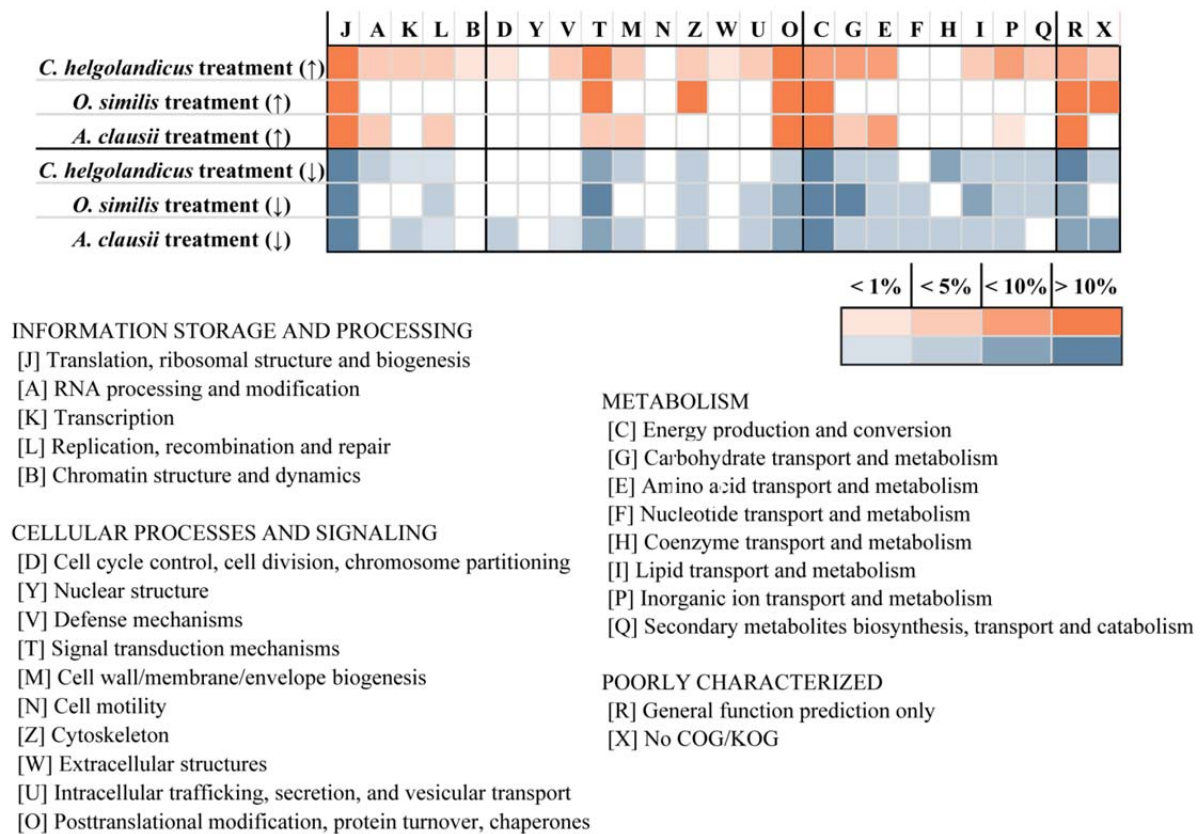 J A K L B D Y V T M N Z W U O C G E F H I P Q R X
C. helgolandicus treatment (↑)
O. similis treatment (↑)
A. clausii treatment (↑)
C. helgolandicus treatment (↓)
O. similis treatment (↓)
A. clausii treatment (↓)
< 1% < 5% < 10% > 10%
INFORMATION STORAGE AND PROCESSING
[J] Translation, ribosomal structure and biogenesis
[A] RNA processing and modification
[K] Transcription
[L] Replication, recombination and repair
[B] Chromatin structure and dynamics
CELLULAR PROCESSES AND SIGNALING
[D] Cell cycle control, cell division, chromosome partitioning
[Y] Nuclear structure
[V] Defense mechanisms
[T] Signal transduction mechanisms
[M] Cell wall/membrane/envelope biogenesis
[N] Cell motility
[Z] Cytoskeleton
[W] Extracellular structures
[U] Intracellular trafficking, secretion, and vesicular transport
[O] Posttranslational modification, protein turnover, chaperones
METABOLISM
[C] Energy production and conversion
[G] Carbohydrate transport and metabolism
[E] Amino acid transport and metabolism
[F] Nucleotide transport and metabolism
[H] Coenzyme transport and metabolism
[I] Lipid transport and metabolism
[P] Inorganic ion transport and metabolism
[Q] Secondary metabolites biosynthesis, transport and catabolism
POORLY CHARACTERIZED
[R] General function prediction only
[X] No COG/KOG